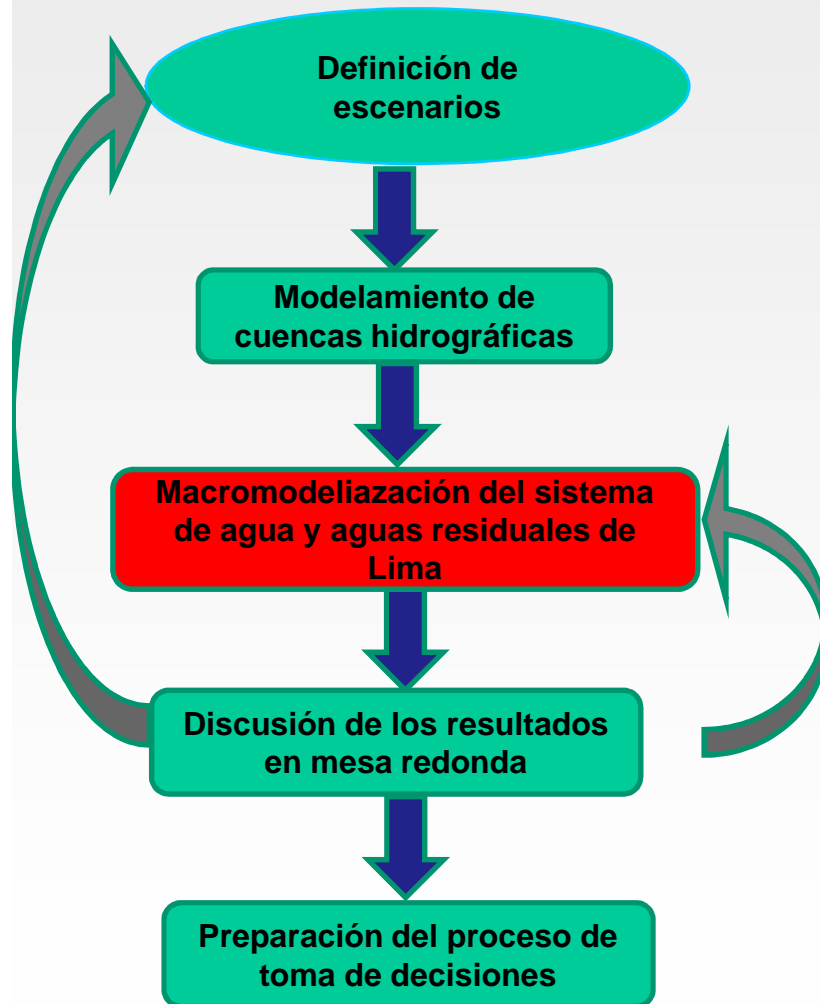 Definición de
escenarios
Modelamiento de
cuencas hidrográficas
Macromodeliazación del sistema
de agua y aguas residuales de
Lima
Discusión de los resultados
en mesa redonda
Preparación del proceso de
toma de decisiones